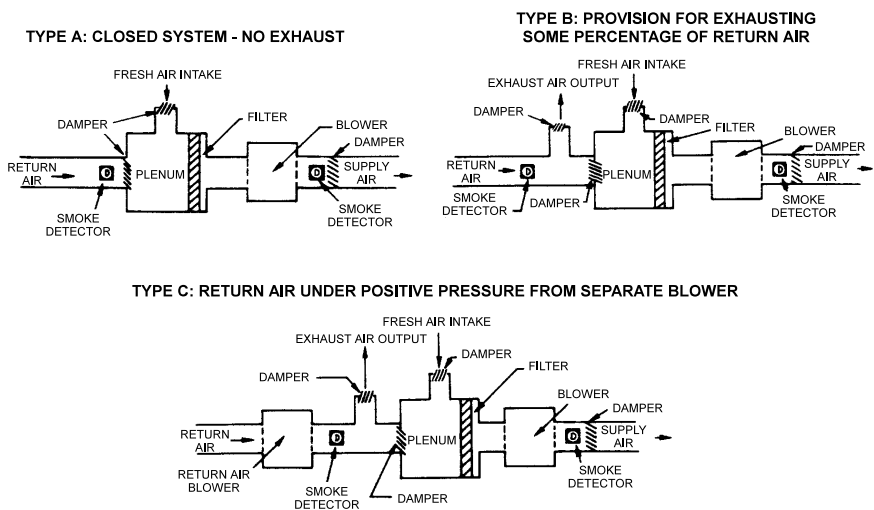 TYPE A: CLOSED SYSTEM - NO EXHAUST
FRESH AIR INTAKE
DAMPER
FILTER
BLOWER
DAMPER
RETURN
AIR
D
PLENUM
D
SUPPLY
AIR
SMOKE
DETECTOR
SMOKE
DETECTOR
TYPE B: PROVISION FOR EXHAUSTING
SOME PERCENTAGE OF RETURN AIR
FRESH AIR INTAKE
EXHAUST AIR OUTPUT
DAMPER
DAMPER
FILTER
BLOWER
DAMPER
RETURN
AIR
D
PLENUM
D
SUPPLY
AIR
SMOKE
DETECTOR
DAMPER
SMOKE
DETECTOR
TYPE C: RETURN AIR UNDER POSITIVE PRESSURE FROM SEPARATE BLOWER
FRESH AIR INTAKE
EXHAUST AIR OUTPUT
DAMPER
DAMPER
FILTER
BLOWER
DAMPER
RETURN
AIR
D
PLENUM
D
SUPPLY
AIR
RETURN AIR
BLOWER
SMOKE
DETECTOR
DAMPER
SMOKE
DETECTOR